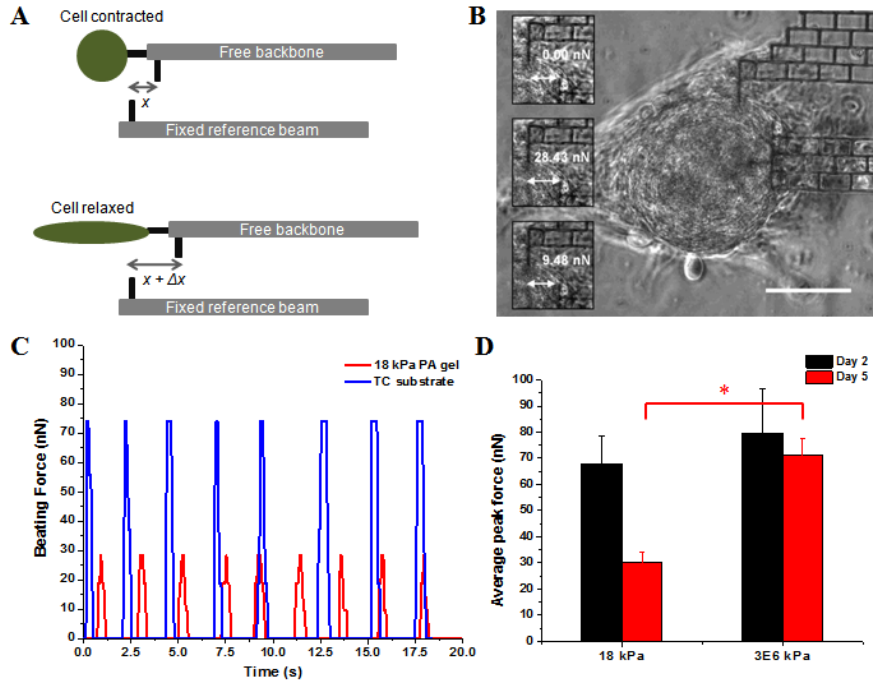 A
Cell contracted
Free backbone
x
Fixed reference beam
Cell relaxed
Free backbone
x + Δx
Fixed reference beam
B
0.00 nN
28.43 nN
9.48 nN
C
100
90
80
70
60
50
40
30
20
10
0
Beating Force (nN)
18 kPa PA gel
TC substrate
0.0 2.5 5.0 7.5 10.0 12.5 15.0 17.5 20.0
Time (s)
D
Day 2
Day 5
100
90
80
70
60
50
40
30
20
10
0
Average peak force (nN)
*
18 kPa 3E6 kPa